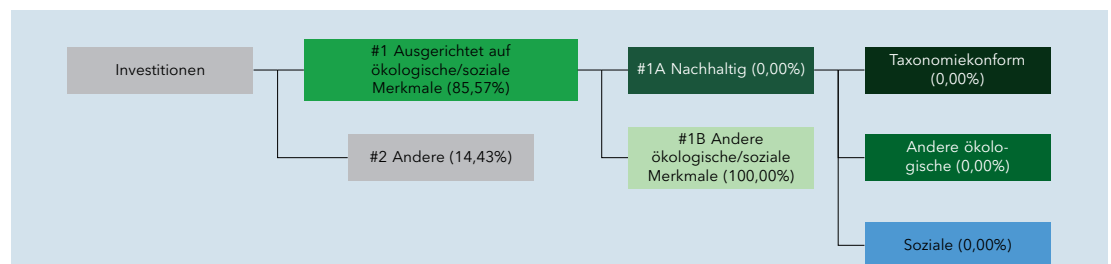 Investitionen
#1 Ausgerichtet auf
ökologische/soziale
Merkmale (85,57%)
#2 Andere (14,43%)
#1A Nachhaltig (0,00%)
#1B Andere
ökologische/soziale
Merkmale (100,00%)
Taxonomiekonform
(0,00%)
Andere ökolo-
gische (0,00%)
Soziale (0,00%)